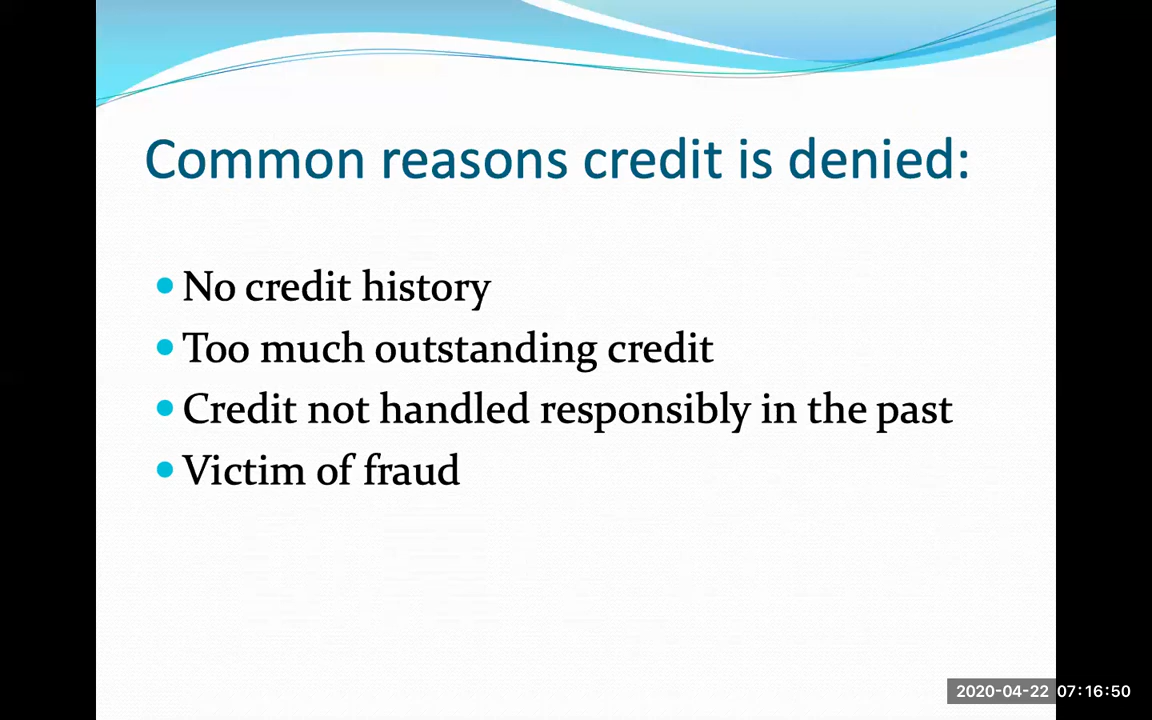 Common reasons credit is denied:
No credit history
Too much outstanding credit
Credit not handled responsibly in the past
Victim of fraud
2020-04-22 07:16:50